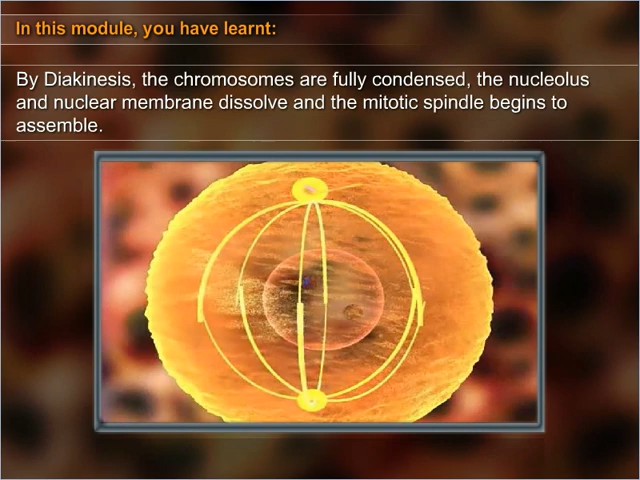 In this module, you have learnt:
By Diakinesis, the chromosomes are fully condensed, the nucleolus
and nuclear membrane dissolve and the mitotic spindle begins to
assemble.